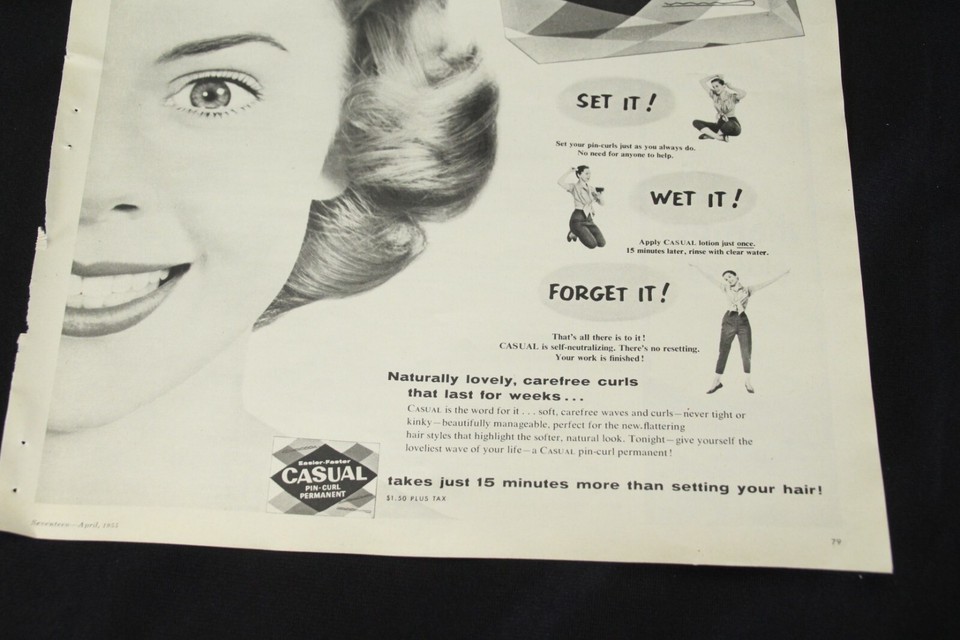 SET IT!
Set your pin-curls just as you always do.
No need for anyone to help.
WET IT!
Apply CASUAL lotion just once.
15 minutes later, rinse with clear water.
FORGET IT!
That's all there is to it!
CASUAL is self-neutralizing. There's no resetting.
Your work is finished!
Naturally lovely, carefree curls
that last for weeks...
CASUAL is the word for it . . . soft, carefree waves and curls—never tight or
kinky—beautifully manageable, perfect for the new, flattering
hair styles that highlight the softer, natural look. Tonight—give yourself the
loveliest wave of your life—a CASUAL pin-curl permanent!
Easier-Faster
CASUAL
PIN-CURL
PERMANENT
takes just 15 minutes more than setting your hair!
$1.50 PLUS TAX
Seventeen—April, 1955
79